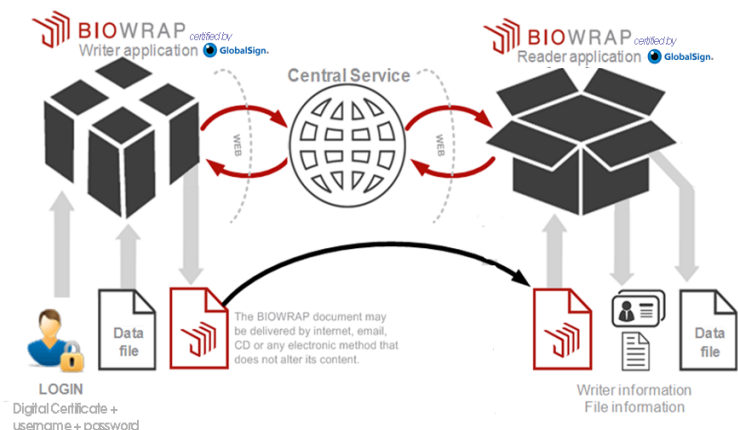 BIOWRAP
certified by
Writer application GlobalSign.
BIOWRAP
certified by
Reader application GlobalSign.
Central Service
WEB
WEB
Data
file
The BIOWRAP document may
be delivered by internet, email,
CD or any electronic method that
does not alter its content.
Data
file
LOGIN
Digital Certificate +
username + password
Writer information
File information